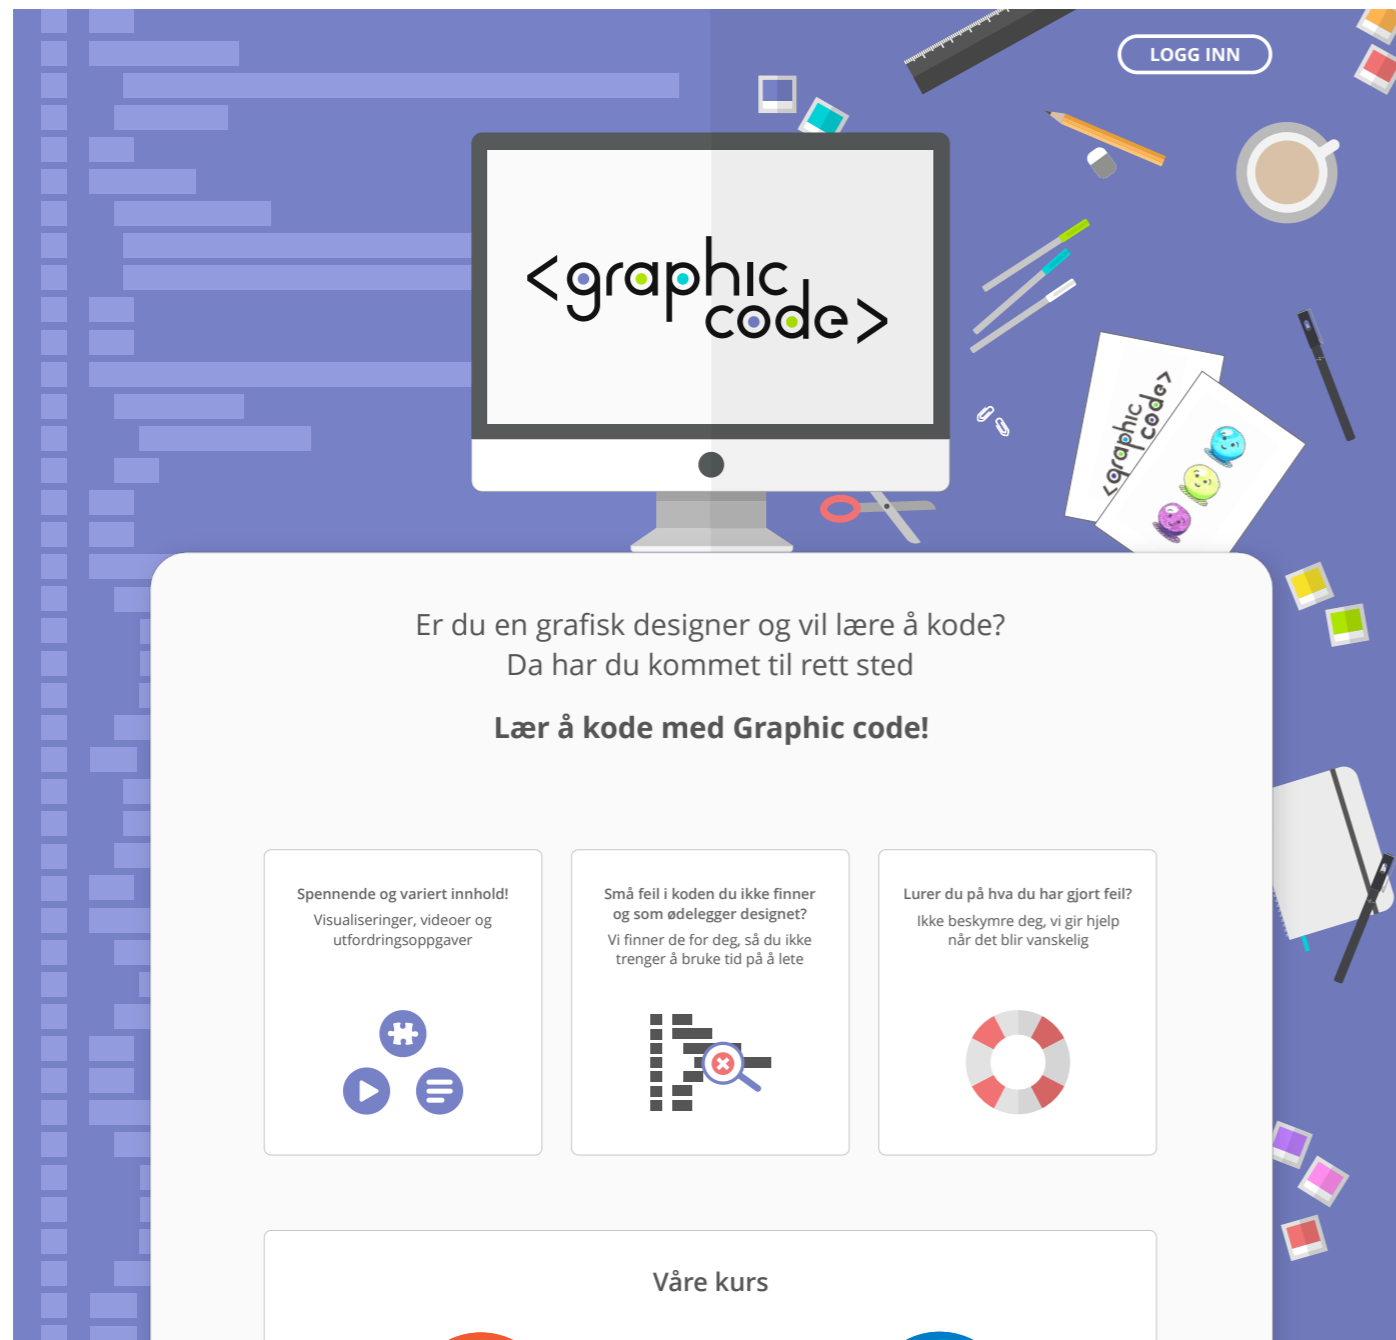 LOGG INN
<graphic
code>
<graphic
code>
Er du en grafisk designer og vil lære å kode?
Da har du kommet til rett sted
Lær å kode med Graphic code!
Spennende og variert innhold!
Visualiseringer, videoer og
utfordringsoppgaver
Små feil i koden du ikke finner
og som ødelegger designet?
Vi finner de for deg, så du ikke
trenger å bruke tid på å lete
Lurer du på hva du har gjort feil?
Ikke beskymre deg, vi gir hjelp
når det blir vanskelig
Våre kurs